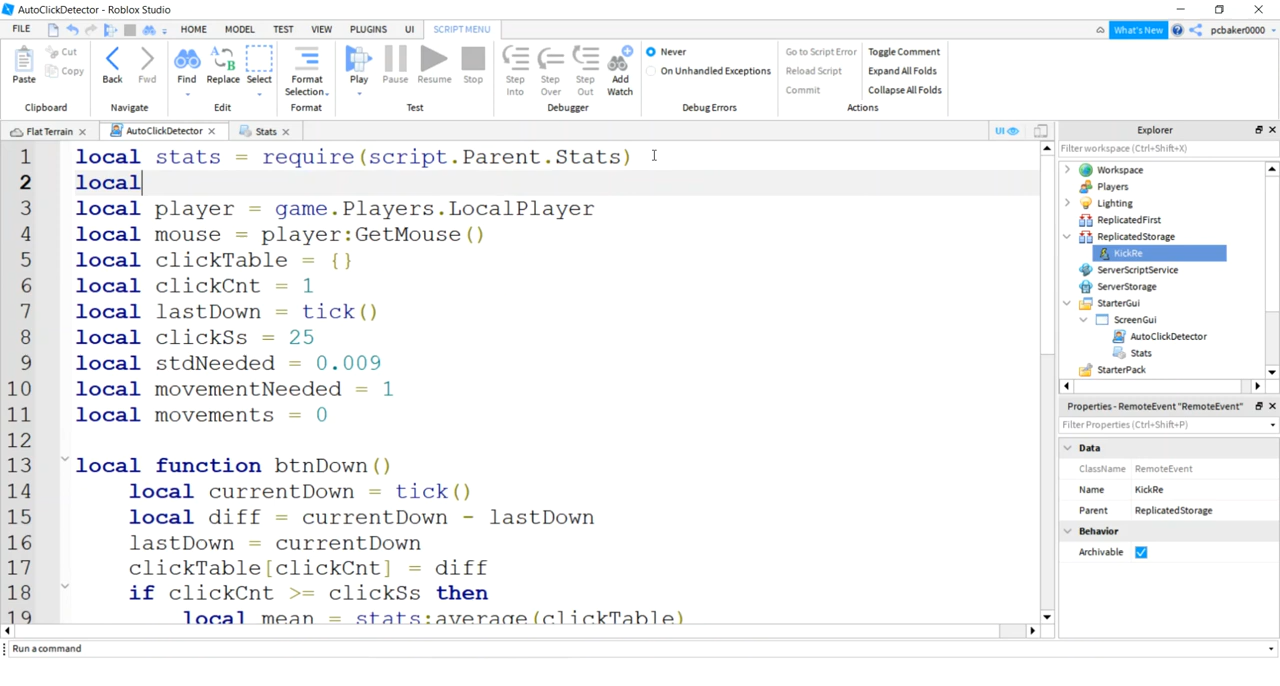 AutoClickDetector - Roblox Studio
FILE HOME MODEL TEST VIEW PLUGINS UI SCRIPT MENU What's New pcbaker0000
Paste Cut Copy Back Fwd Find Replace Select Format Selection Play Pause Resume Stop Step Into Step Over Step Out Add Watch Never On Unhandled Exceptions Go to Script Error Reload Script Commit Toggle Comment Expand All Folds Collapse All Folds
Clipboard Navigate Edit Format Test Debugger Debug Errors Actions
Flat Terrain AutoClickDetector Stats UI
1 local stats = require(script.Parent.Stats)
2 local
3 local player = game.Players.LocalPlayer
4 local mouse = player:GetMouse()
5 local clickTable = {}
6 local clickCnt = 1
7 local lastDown = tick()
8 local clickSs = 25
9 local stdNeeded = 0.009
10 local movementNeeded = 1
11 local movements = 0
12
13 local function btnDown()
14 local currentDown = tick()
15 local diff = currentDown - lastDown
16 lastDown = currentDown
17 clickTable[clickCnt] = diff
18 if clickCnt >= clickSs then
19 local mean = stats:average(clickTable)
Explorer
Filter workspace (Ctrl+Shift+X)
Workspace
Players
Lighting
ReplicatedFirst
ReplicatedStorage
KickRe
ServerScriptService
ServerStorage
StarterGui
ScreenGui
AutoClickDetector
Stats
StarterPack
Properties - RemoteEvent "RemoteEvent"
Filter Properties (Ctrl+Shift+P)
Data
ClassName RemoteEvent
Name KickRe
Parent ReplicatedStorage
Behavior
Archivable
Run a command